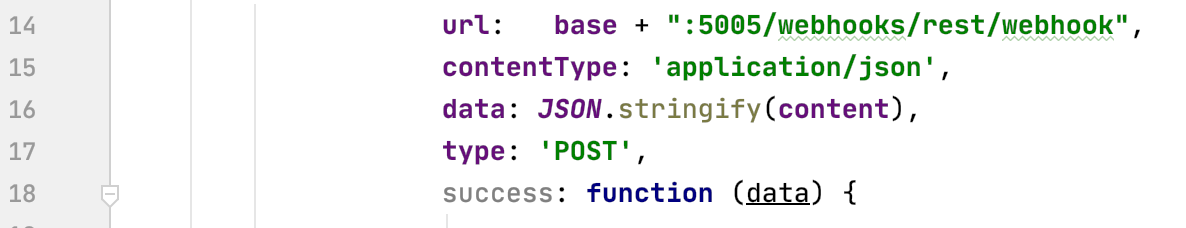 14 url: base + ":5005/webhooks/rest/webhook",
15 contentType: 'application/json',
16 data: JSON.stringify(content),
17 type: 'POST',
18 success: function (data) {